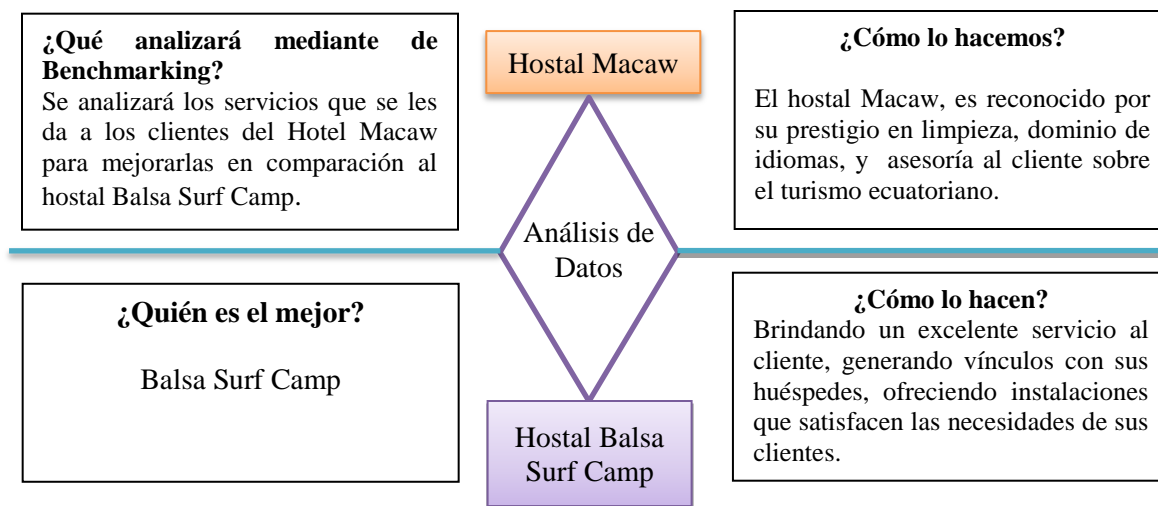 ¿Qué analizará mediante de
Benchmarking?
Se analizará los servicios que se les
da a los clientes del Hotel Macaw
para mejorarlas en comparación al
hostal Balsa Surf Camp.
Hostal Macaw
¿Cómo lo hacemos?
El hostal Macaw, es reconocido por
su prestigio en limpieza, dominio de
idiomas, y asesoría al cliente sobre
el turismo ecuatoriano.
Análisis de
Datos
¿Quién es el mejor?
Balsa Surf Camp
Hostal Balsa
Surf Camp
¿Cómo lo hacen?
Brindando un excelente servicio al
cliente, generando vínculos con sus
huéspedes, ofreciendo instalaciones
que satisfacen las necesidades de sus
clientes.